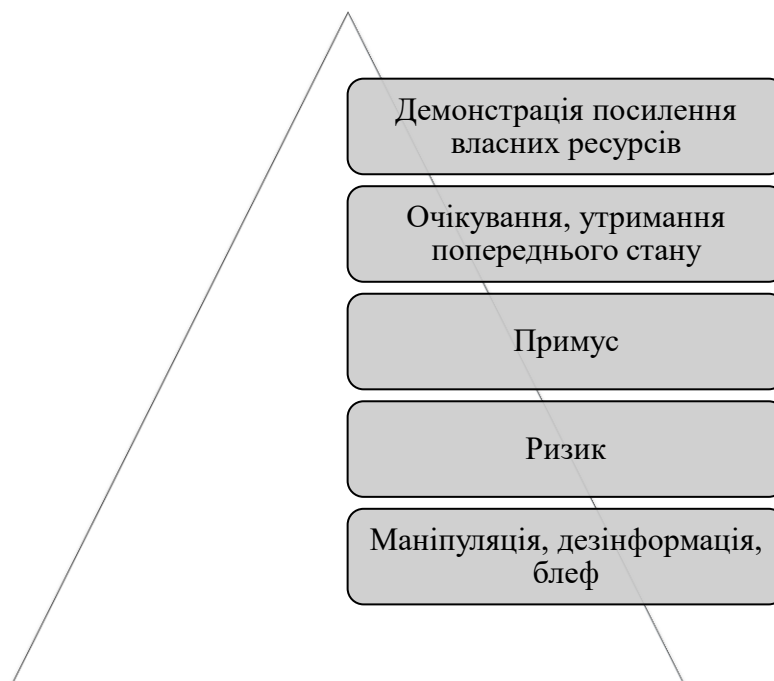 Демонстрація посилення
власних ресурсів
Очікування, утримання
попереднього стану
Примус
Ризик
Маніпуляція, дезінформація,
блеф